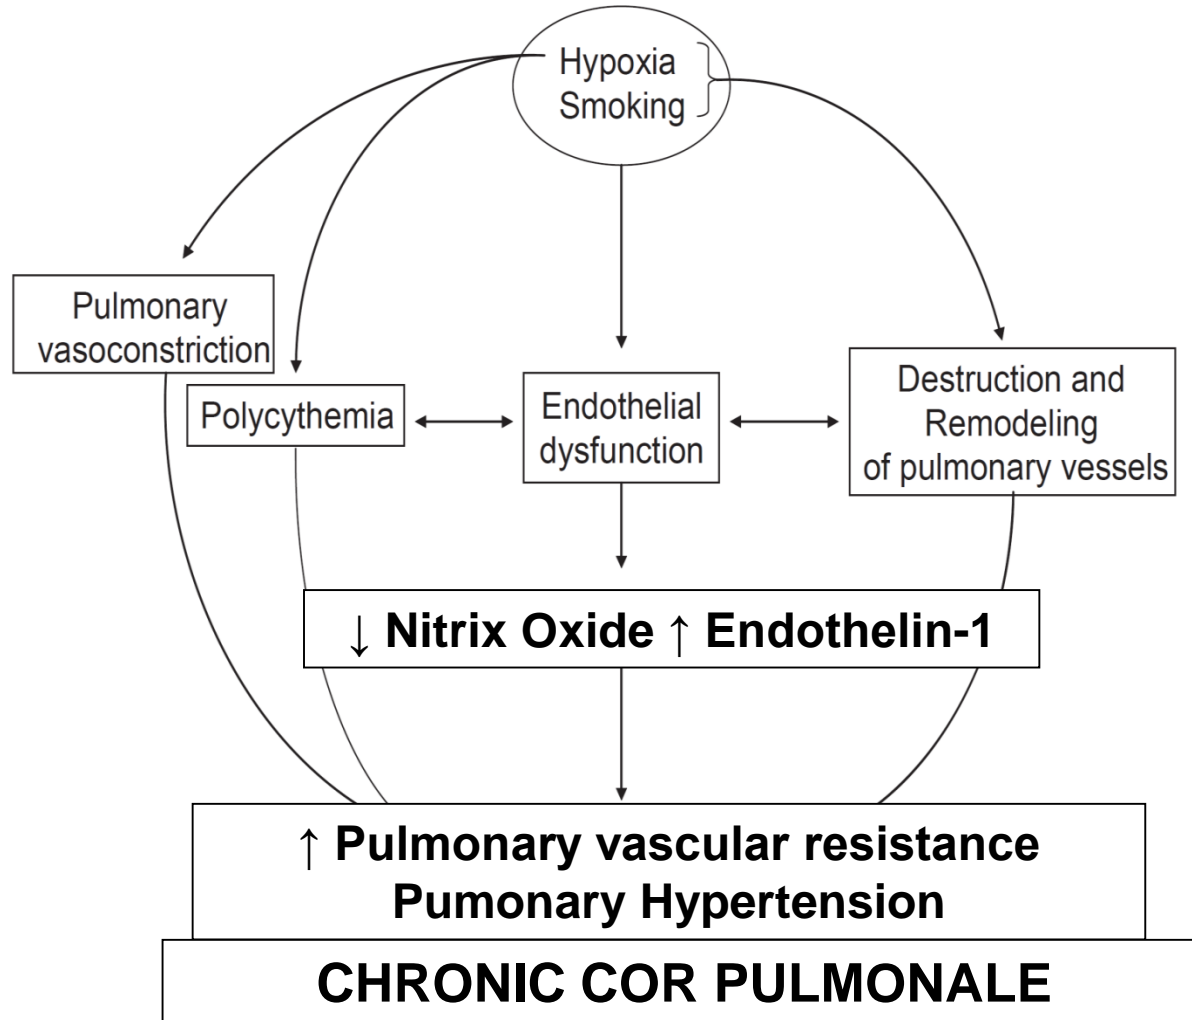 Hypoxia
Smoking
Pulmonary
vasoconstriction
Polycythemia
Endothelial
dysfunction
Destruction and
Remodeling
of pulmonary vessels
↓ Nitrix Oxide ↑ Endothelin-1
↑ Pulmonary vascular resistance
Pumonary Hypertension
CHRONIC COR PULMONALE